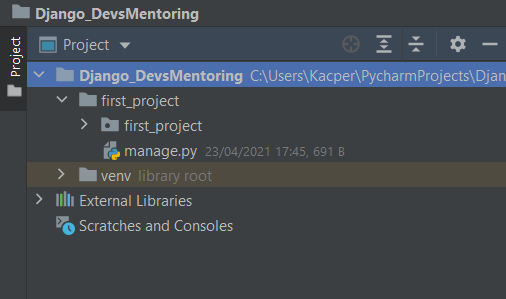 Django_DevsMentoring
Project
Project
Django_DevsMentoring C:\Users\Kacper\PycharmProjects\Djan
first_project
first_project
manage.py 23/04/2021 17:45, 691 B
venv library root
External Libraries
Scratches and Consoles